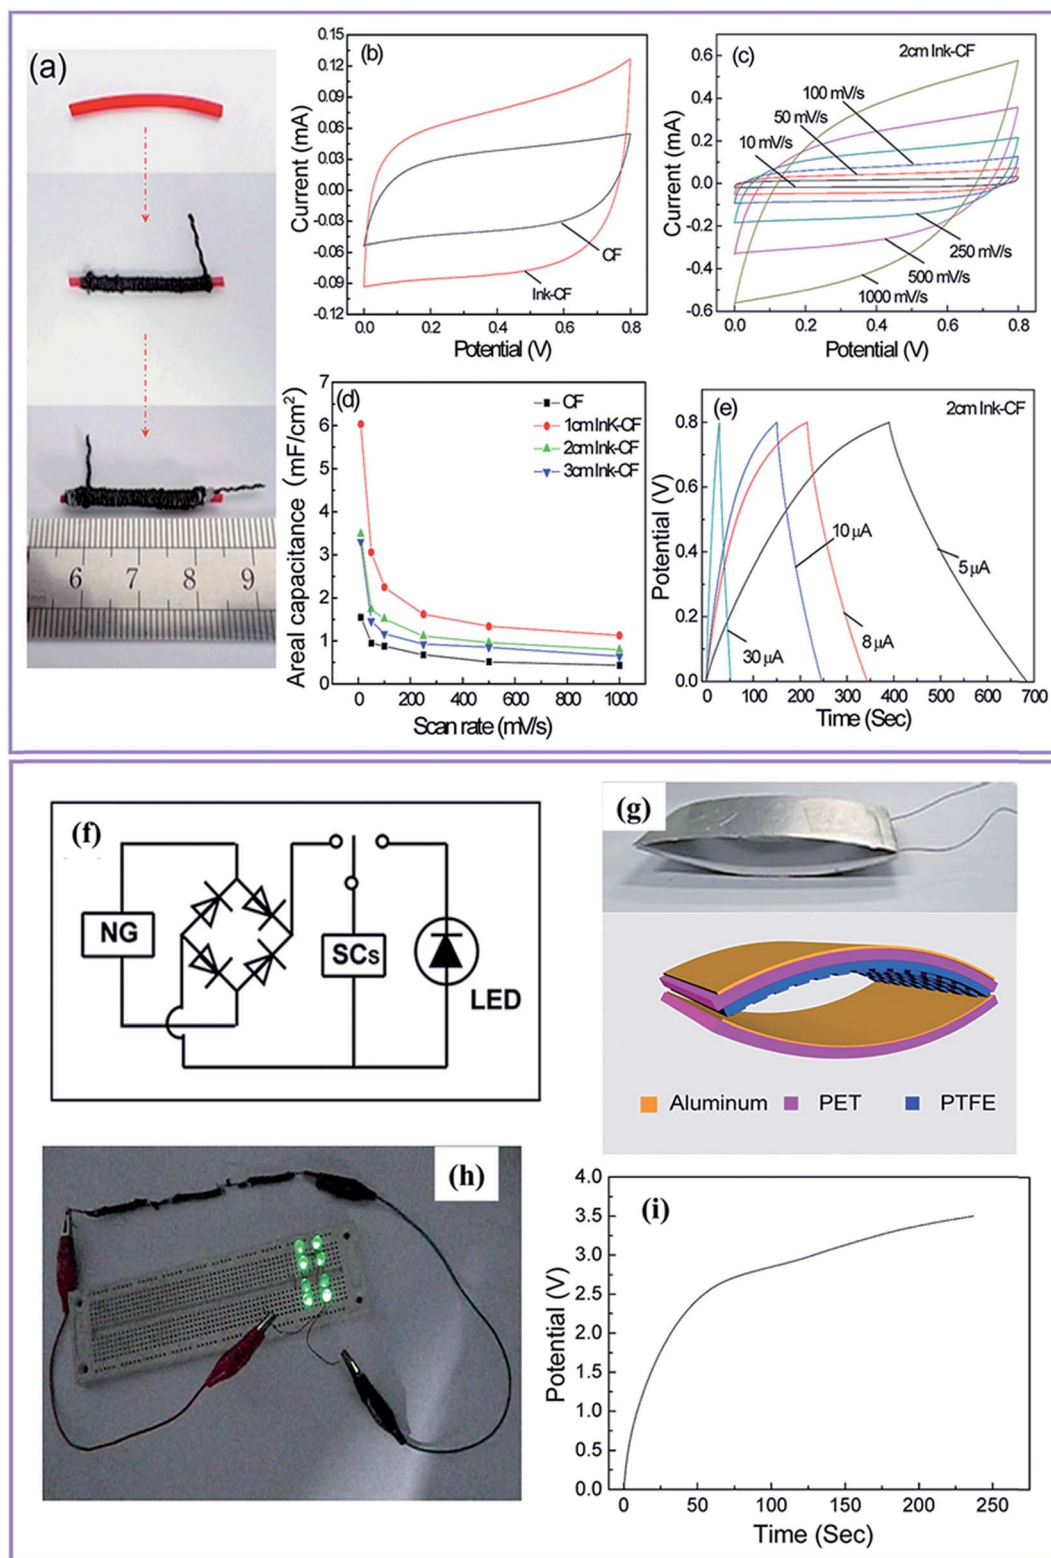 (a)
6 7 8 9
(b)
Current (mA)
0.15
0.12
0.09
0.06
0.03
0.00
-0.03
-0.06
-0.09
-0.12
CF
Ink-CF
0.0 0.2 0.4 0.6 0.8
Potential (V)
(c)
2cm Ink-CF
Current (mA)
0.6
0.4
0.2
0.0
-0.2
-0.4
-0.6
100 mV/s
50 mV/s
10 mV/s
250 mV/s
500 mV/s
1000 mV/s
0.0 0.2 0.4 0.6 0.8
Potential (V)
(d)
Areal capacitance (mF/cm²)
7
6
5
4
3
2
1
0
CF
1cm InK-CF
2cm Ink-CF
3cm Ink-CF
0 200 400 600 800 1000
Scan rate (mV/s)
(e)
2cm Ink-CF
Potential (V)
0.8
0.6
0.4
0.2
0.0
10 μA
5 μA
8 μA
30 μA
0 100 200 300 400 500 600 700
Time (Sec)
(f)
NG
SCs
LED
(g)
Aluminum PET PTFE
(h)
(i)
Potential (V)
4.0
3.5
3.0
2.5
2.0
1.5
1.0
0.5
0.0
0 50 100 150 200 250
Time (Sec)